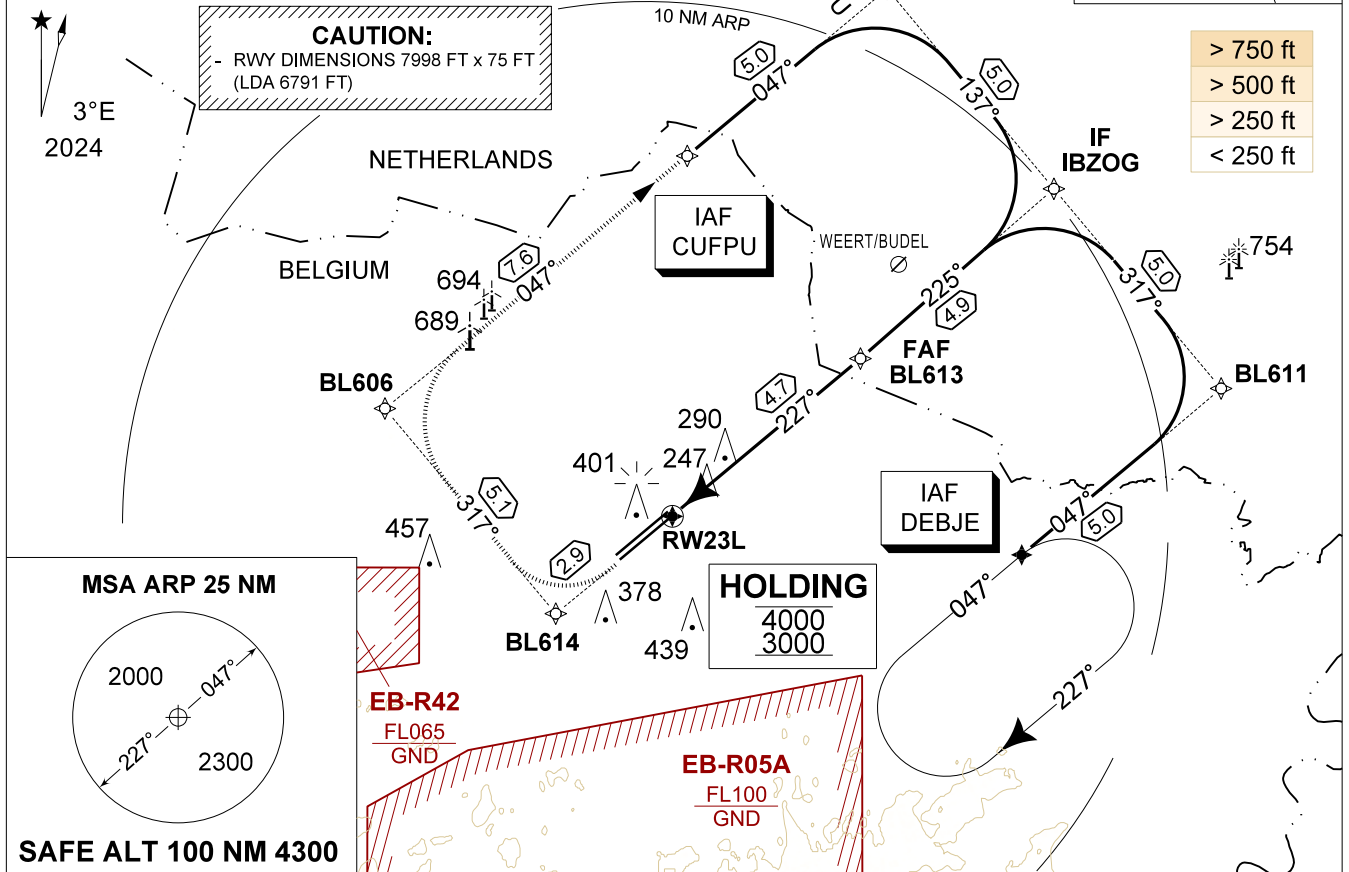 10 NM ARP
CAUTION:
- RWY DIMENSIONS 7998 FT x 75 FT
(LDA 6791 FT)
3°E
2024
> 750 ft
> 500 ft
> 250 ft
< 250 ft
5.0
047°
5.0
137°
IF
IBZOG
NETHERLANDS
IAF
CUFPU
WEERT/BUDEL
BELGIUM
7.6
047°
694
689
754
5.0
317°
225°
4.9
FAF
BL613
BL606
BL611
4.7
227°
290
247
401
5.1
317°
IAF
DEBJE
047°
5.0
457
RW23L
2.9
378
439
BL614
HOLDING
4000
3000
047°
227°
MSA ARP 25 NM
2000
047°
227°
2300
SAFE ALT 100 NM 4300
EB-R42
FL065
GND
EB-R05A
FL100
GND